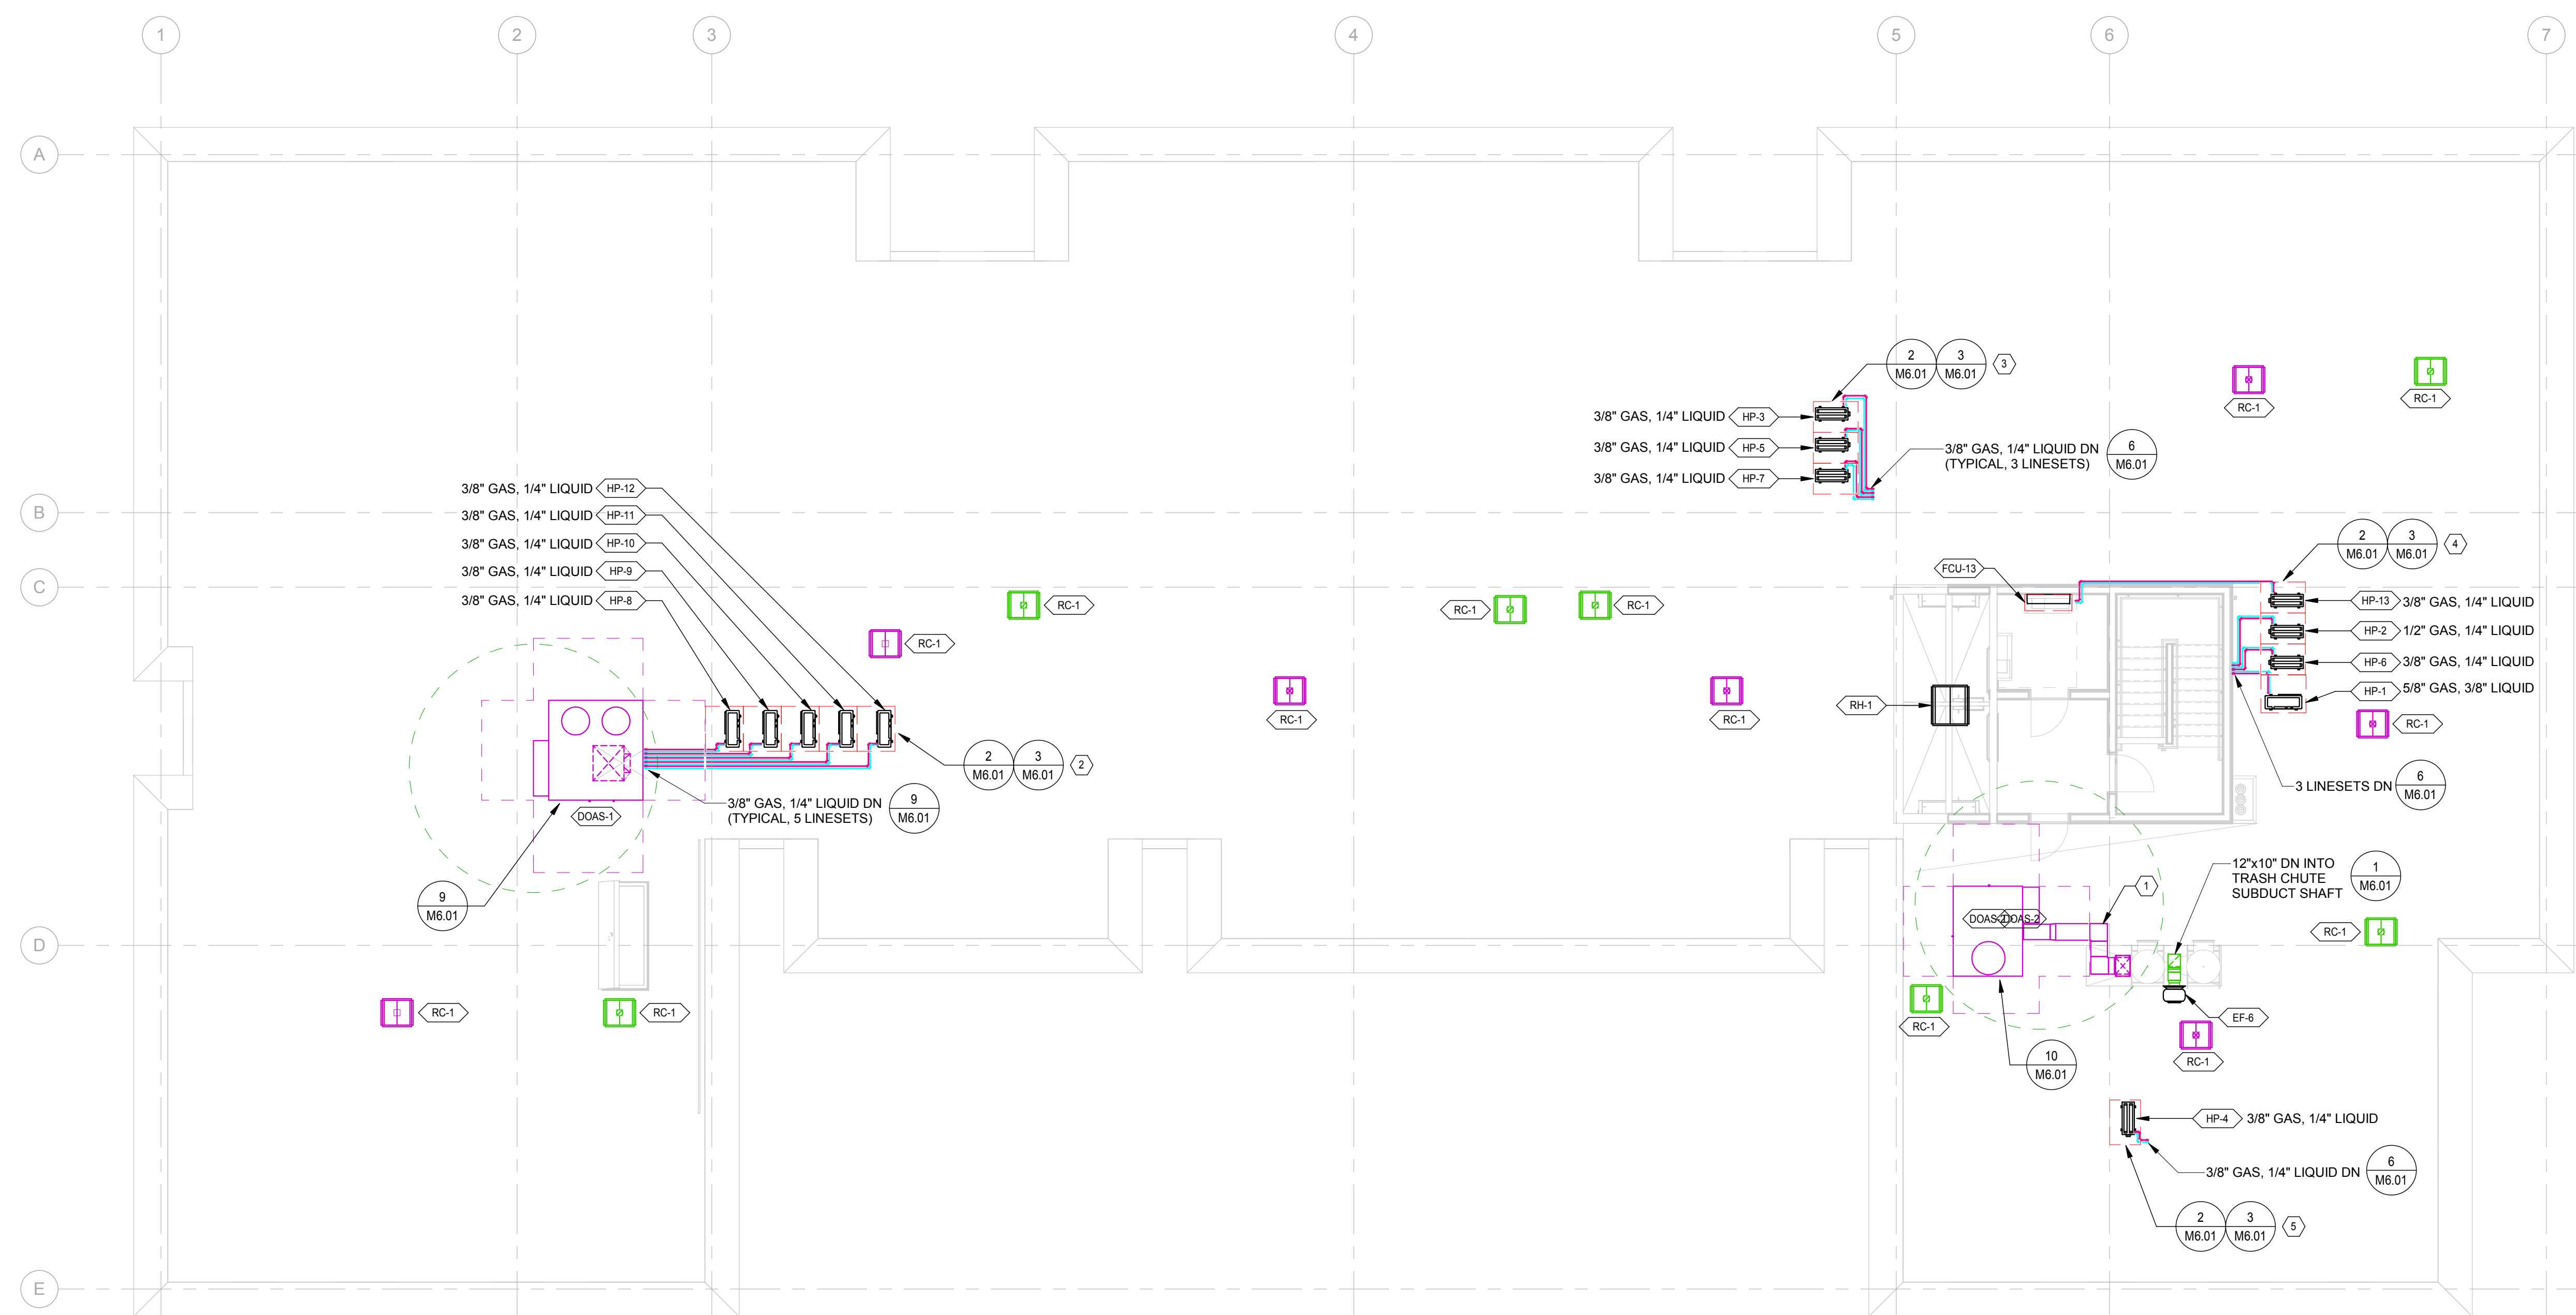 1
2
3
4
5
6
7
A
B
C
D
E
2
M6.01
3
M6.01
3
RC-1
RC-1
3/8" GAS, 1/4" LIQUID HP-3
3/8" GAS, 1/4" LIQUID HP-5
3/8" GAS, 1/4" LIQUID HP-7
3/8" GAS, 1/4" LIQUID DN
(TYPICAL, 3 LINESETS)
6
M6.01
3/8" GAS, 1/4" LIQUID HP-12
3/8" GAS, 1/4" LIQUID HP-11
3/8" GAS, 1/4" LIQUID HP-10
3/8" GAS, 1/4" LIQUID HP-9
3/8" GAS, 1/4" LIQUID HP-8
2
M6.01
3
M6.01
4
FCU-13
HP-13 3/8" GAS, 1/4" LIQUID
HP-2 1/2" GAS, 1/4" LIQUID
HP-6 3/8" GAS, 1/4" LIQUID
HP-1 5/8" GAS, 3/8" LIQUID
RC-1
RC-1
RC-1
RC-1
RC-1
RC-1
RH-1
RC-1
2
M6.01
3
M6.01
2
3/8" GAS, 1/4" LIQUID DN
(TYPICAL, 5 LINESETS)
9
M6.01
DOAS-1
9
M6.01
3 LINESETS DN
6
M6.01
12"x10" DN INTO
TRASH CHUTE
SUBDUCT SHAFT
1
M6.01
1
DOAS-2
DOAS-2
RC-1
RC-1
RC-1
RC-1
EF-6
RC-1
10
M6.01
HP-4 3/8" GAS, 1/4" LIQUID
3/8" GAS, 1/4" LIQUID DN
6
M6.01
2
M6.01
3
M6.01
5